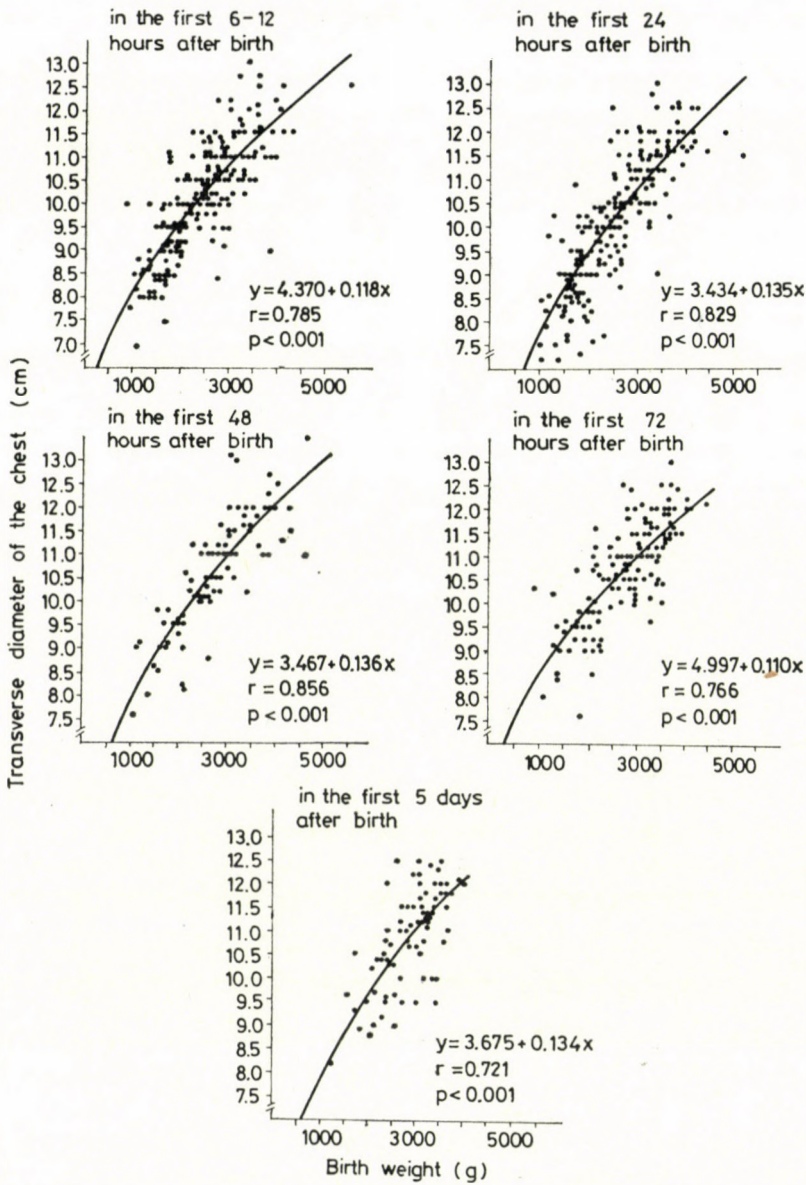 in the first 6-12
hours after birth
13.0
12.5
12.0
11.5
11.0
10.5
10.0
9.5
9.0
8.5
8.0
7.5
7.0
y=4.370+0.118x
r=0.785
p<0.001
1000 3000 5000
in the first 24
hours after birth
13.0
12.5
12.0
11.5
11.0
10.5
10.0
9.5
9.0
8.5
8.0
7.5
y=3.434+0.135x
r=0.829
p<0.001
1000 3000 5000
Transverse diameter of the chest (cm)
in the first 48
hours after birth
13.0
12.5
12.0
11.5
11.0
10.5
10.0
9.5
9.0
8.5
8.0
7.5
y=3.467+0.136x
r=0.856
p<0.001
1000 3000 5000
in the first 72
hours after birth
13.0
12.5
12.0
11.5
11.0
10.5
10.0
9.5
9.0
8.5
8.0
7.5
y=4.997+0.110x
r=0.766
p<0.001
1000 3000 5000
in the first 5 days
after birth
13.0
12.5
12.0
11.5
11.0
10.5
10.0
9.5
9.0
8.5
8.0
7.5
y=3.675+0.134x
r=0.721
p<0.001
1000 3000 5000
Birth weight (g)